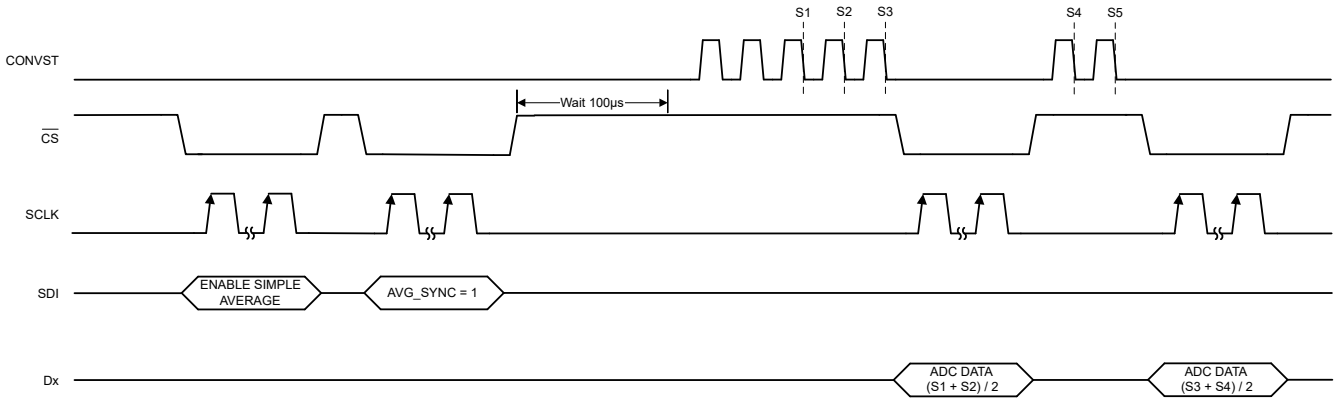 S1 S2 S3 S4 S5
CONVST
Wait 100µs
CS
SCLK
SDI
ENABLE SIMPLE
AVERAGE
AVG_SYNC = 1
Dx
ADC DATA
(S1 + S2) / 2
ADC DATA
(S3 + S4) / 2